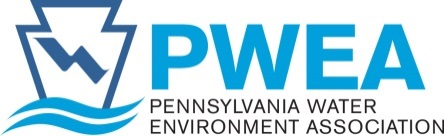 PWEA
PENNSYLVANIA WATER
ENVIRONMENT ASSOCIATION